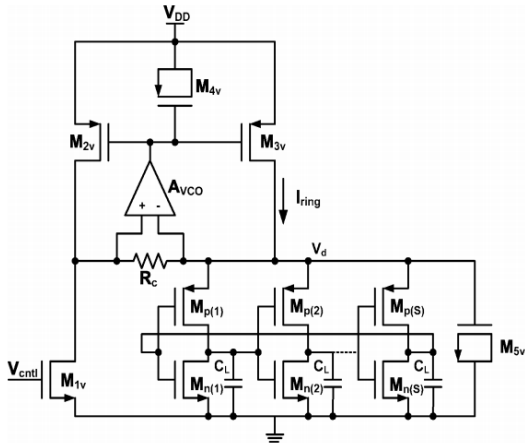 VDD
M4v
M2v
M3v
AVCO
+ -
Iring
Vd
Rc
Mp(1)
Mp(2)
Mp(S)
M5v
Vcntl
M1v
CL
CL
CL
Mn(1)
Mn(2)
Mn(S)